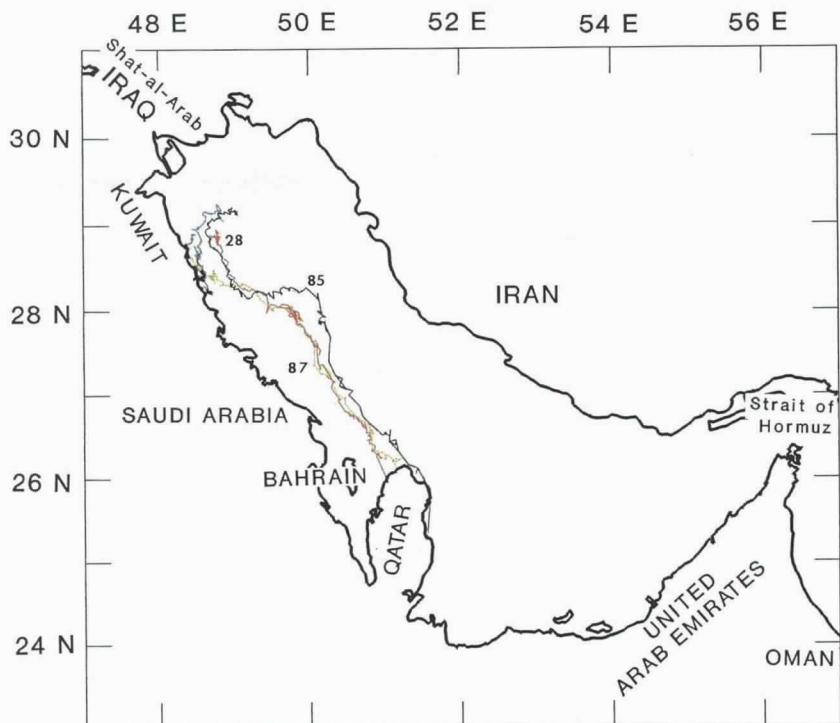 48 E 50 E 52 E 54 E 56 E
Shat-al-Arab
IRAQ
30 N
KUWAIT
28
85
IRAN
28 N
87
SAUDI ARABIA
Strait of
Hormuz
BAHRAIN
26 N
QATAR
UNITED
ARAB EMIRATES
24 N
OMAN